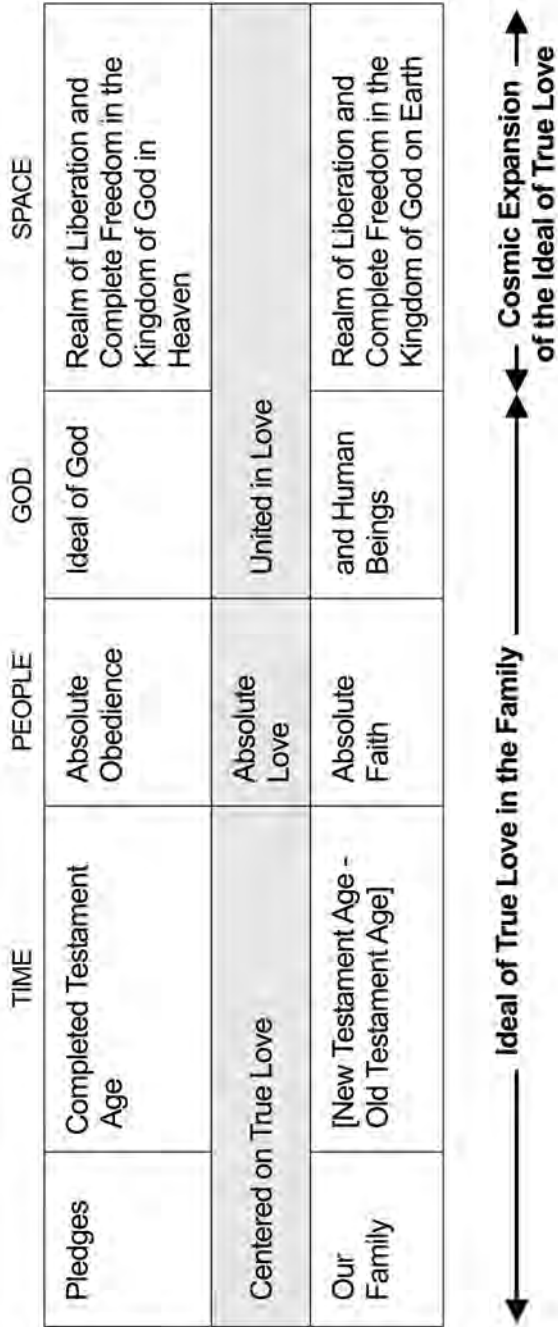 TIME
PEOPLE
GOD
SPACE
Pledges
Completed Testament
Age
Absolute
Obedience
Ideal of God
Realm of Liberation and
Complete Freedom in the
Kingdom of God in
Heaven
Centered on True Love
Absolute
Love
United in Love
Our
Family
[New Testament Age -
Old Testament Age]
Absolute
Faith
and Human
Beings
Realm of Liberation and
Complete Freedom in the
Kingdom of God on Earth
Ideal of True Love in the Family
Cosmic Expansion
of the Ideal of True Love